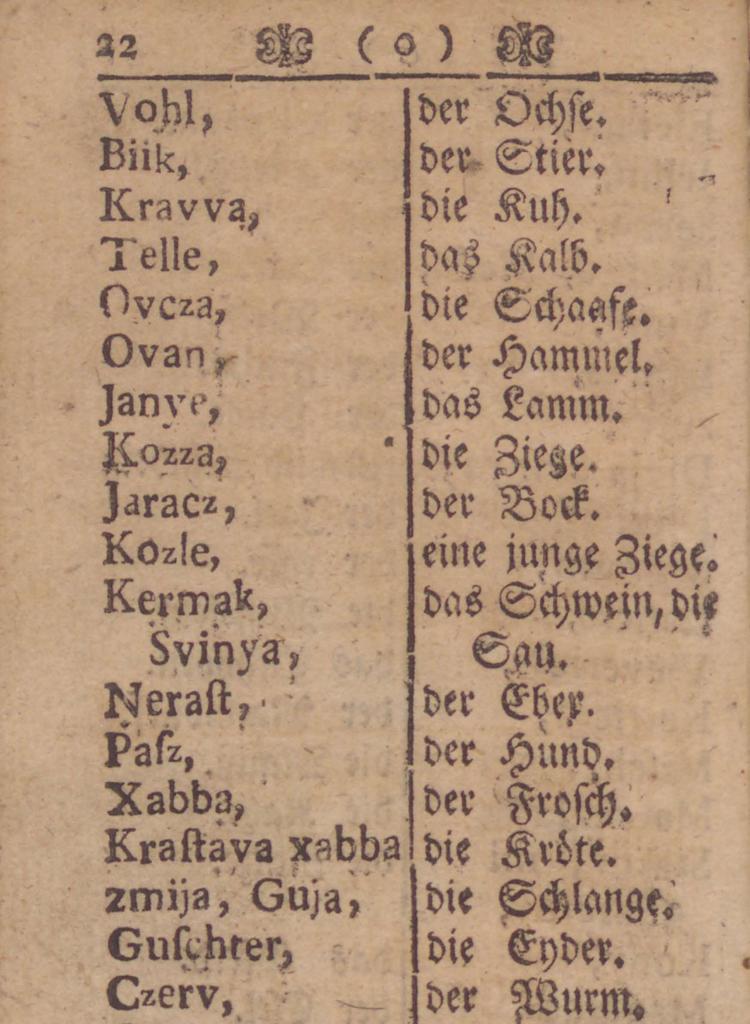 22 ( o )
Vohl, der Ochſe.
Biik, der Stier.
Kravva, die Kuh.
Telle, das Kalb.
Ovcza, die Schaafe.
Ovan, der Hammel.
Janye, das Lamm.
Kozza, die Ziege.
Jaracz, der Bock.
Kozle, eine junge Ziege.
Kermak, das Schwein, die
Svinya, Sau.
Neraſt, der Eber.
Paſz, der Hund.
Xabba, der Froſch.
Kraſtava xabba die Kröte.
zmija, Guja, die Schlange.
Guſchter, die Eyder.
Czerv, der Wurm.